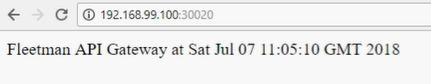 192.168.99.100:30020
Fleetman API Gateway at Sat Jul 07 11:05:10 GMT 2018